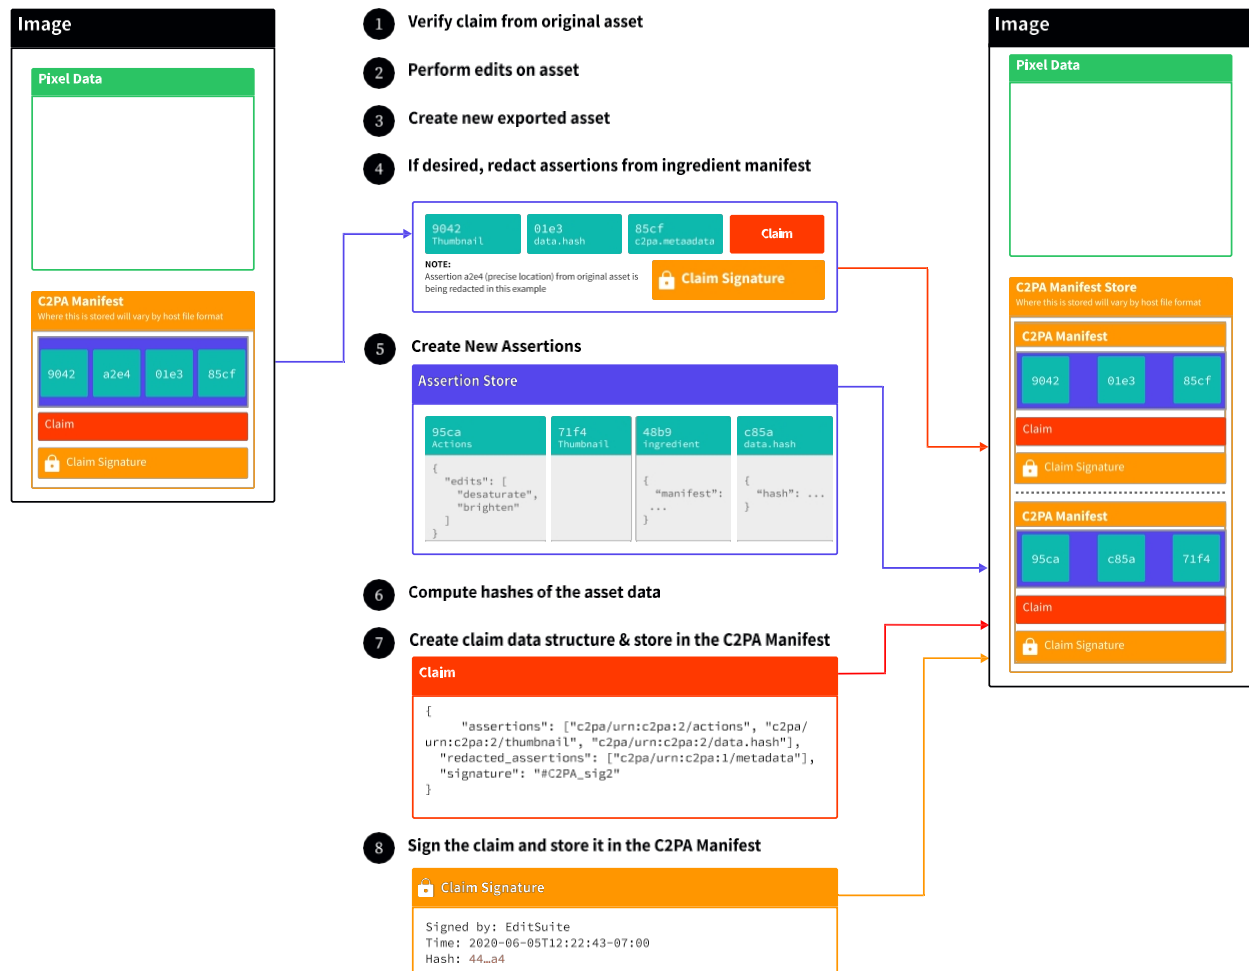 Image
Pixel Data
C2PA Manifest
Where this is stored will vary by host file format
9042 a2e4 01e3 85cf
Claim
Claim Signature
1 Verify claim from original asset
2 Perform edits on asset
3 Create new exported asset
4 If desired, redact assertions from ingredient manifest
9042 01e3 85cf Claim
Thumbnail data.hash c2pa.metaadata
NOTE:
Assertion a2e4 (precise location) from original asset is
being redacted in this example
Claim Signature
5 Create New Assertions
Assertion Store
95ca 71f4 48b9 c85a
Actions Thumbnail ingredient data.hash
{
"edits": [
"desaturate",
"brighten"
]
}
{
"manifest":
...
}
{
"hash": ...
}
6 Compute hashes of the asset data
7 Create claim data structure & store in the C2PA Manifest
Claim
{
"assertions": ["c2pa/urn:c2pa:2/actions", "c2pa/
urn:c2pa:2/thumbnail", "c2pa/urn:c2pa:2/data.hash"],
"redacted_assertions": ["c2pa/urn:c2pa:1/metadata"],
"signature": "#C2PA_sig2"
}
8 Sign the claim and store it in the C2PA Manifest
Claim Signature
Signed by: EditSuite
Time: 2020-06-05T12:22:43-07:00
Hash: 44…a4
Image
Pixel Data
C2PA Manifest Store
Where this is stored will vary by host file format
C2PA Manifest
9042 01e3 85cf
Claim
Claim Signature
C2PA Manifest
95ca c85a 71f4
Claim
Claim Signature